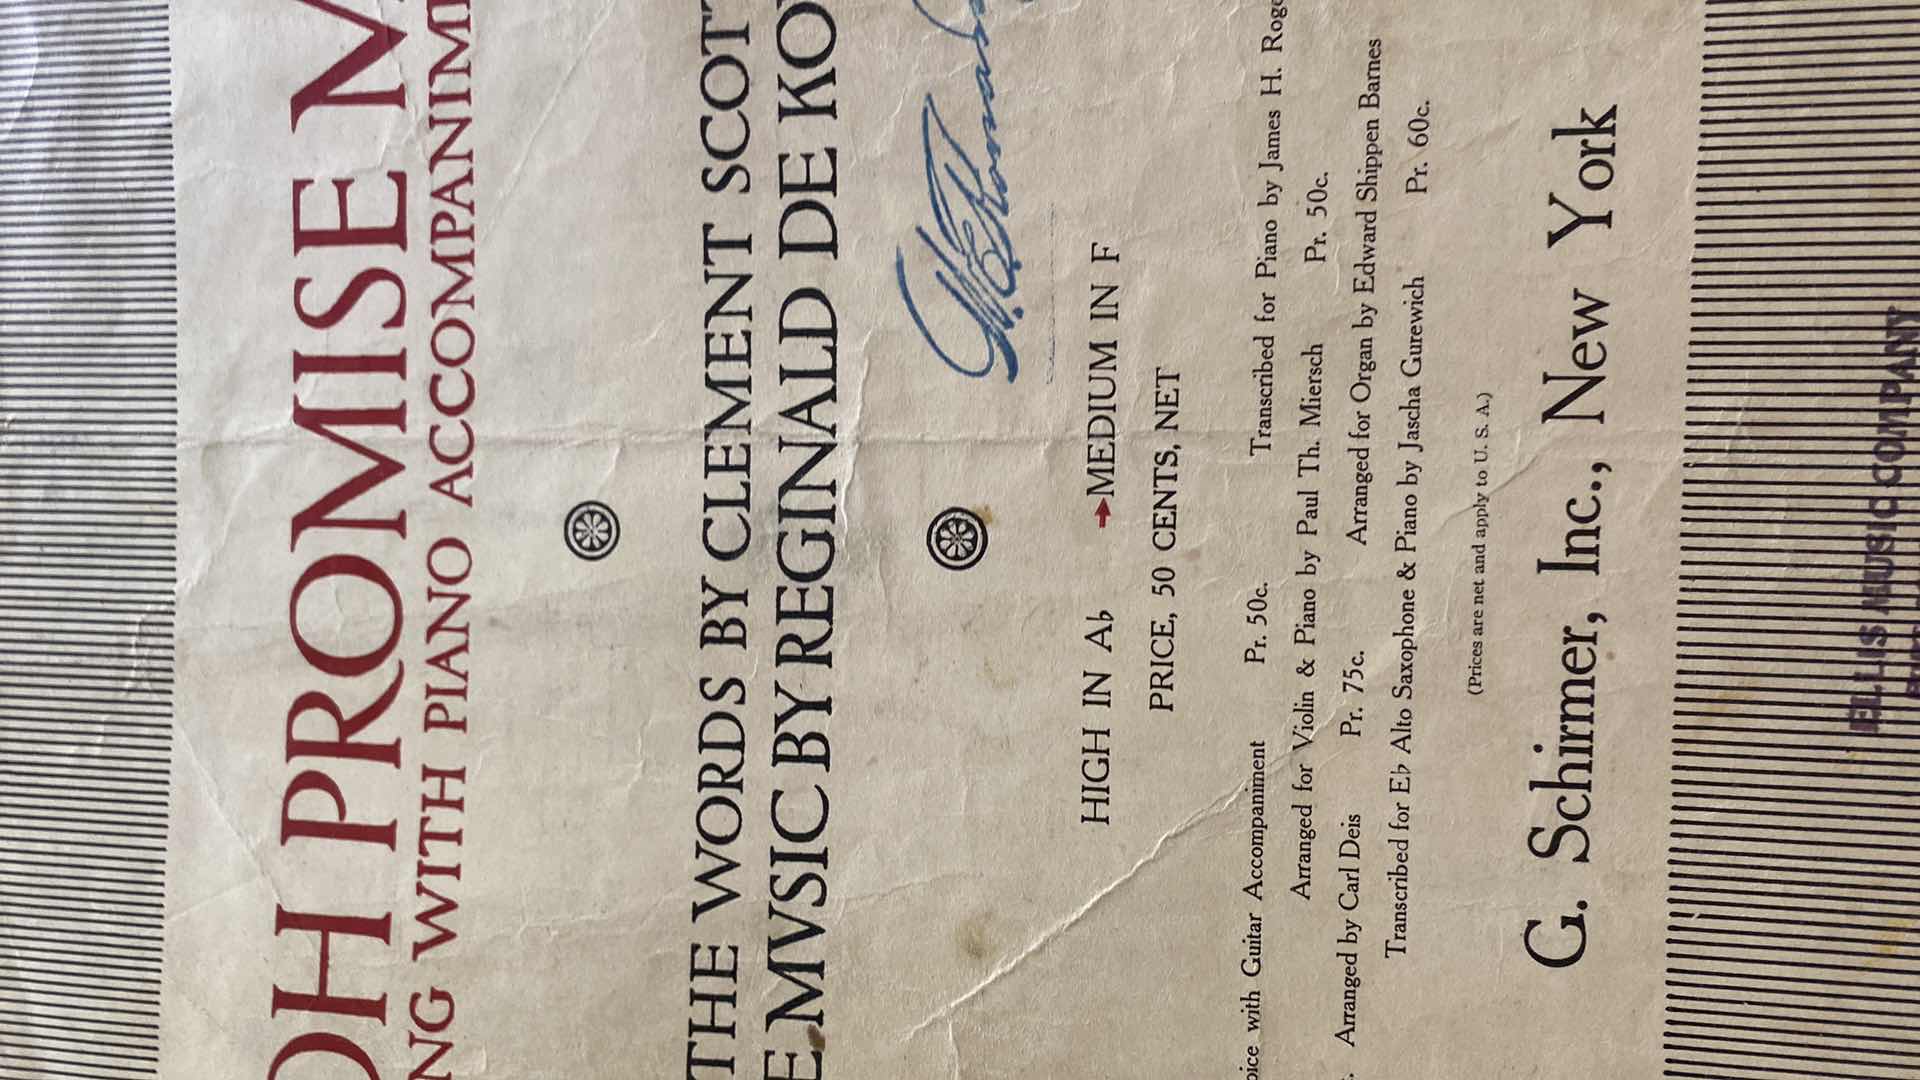 OH PROMISE M
NG WITH PIANO ACCOMPANIM
THE WORDS BY CLEMENT SCOT
E MVSIC BY REGINALD DE KO
HIGH IN A♭ →MEDIUM IN F
PRICE, 50 CENTS, NET
oice with Guitar Accompaniment Pr. 50c. Transcribed for Piano by James H. Roge
Arranged for Violin & Piano by Paul Th. Miersch Pr. 50c.
. Arranged by Carl Deis Pr. 75c. Arranged for Organ by Edward Shippen Barnes
Transcribed for E♭ Alto Saxophone & Piano by Jascha Gurewich Pr. 60c.
(Prices are net and apply to U. S. A.)
G. Schirmer, Inc., New York
ELLIS MUSIC COMPANY